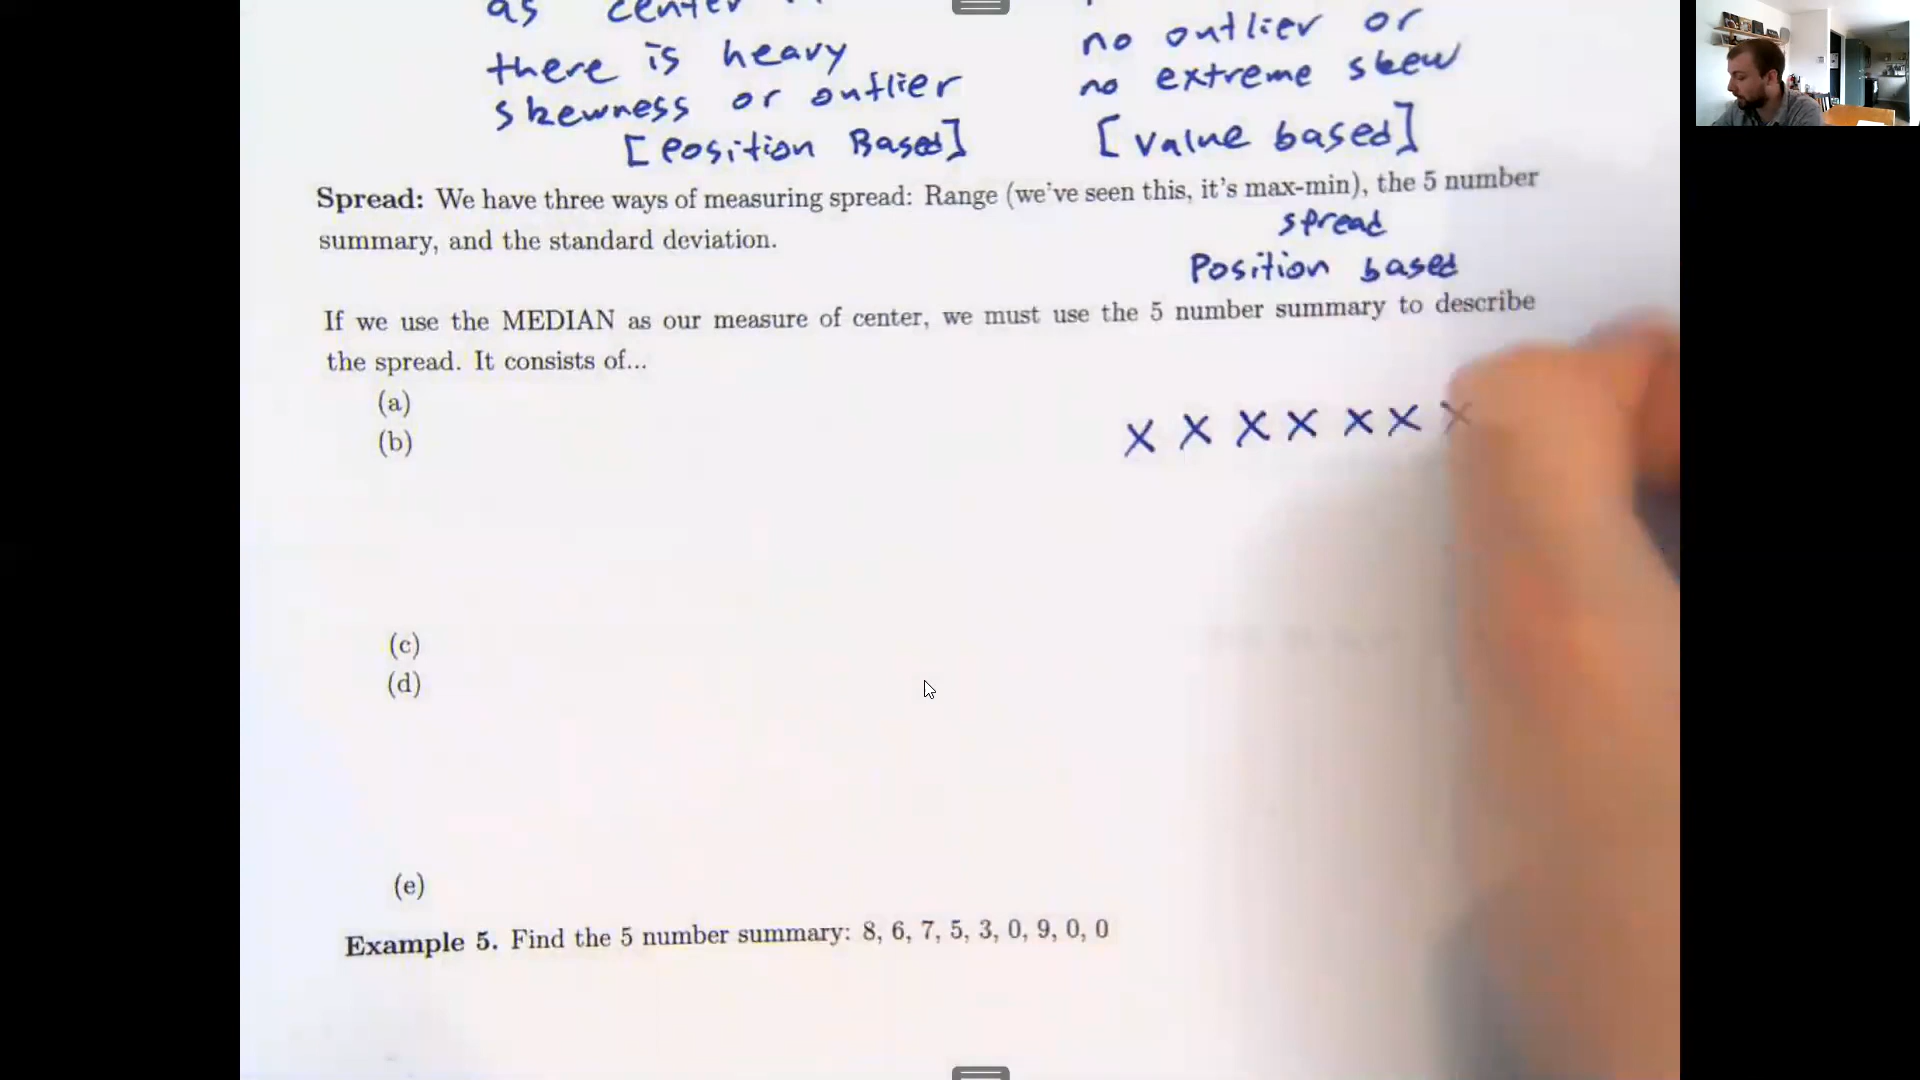 as center
there is heavy
skewness or outlier
[Position Based]
no outlier or
no extreme skew
[value based]
Spread: We have three ways of measuring spread: Range (we've seen this, it's max-min), the 5 number
summary, and the standard deviation.
spread
Position based
If we use the MEDIAN as our measure of center, we must use the 5 number summary to describe
the spread. It consists of...
(a)
(b)
x x x x x x x
(c)
(d)
(e)
Example 5. Find the 5 number summary: 8, 6, 7, 5, 3, 0, 9, 0, 0